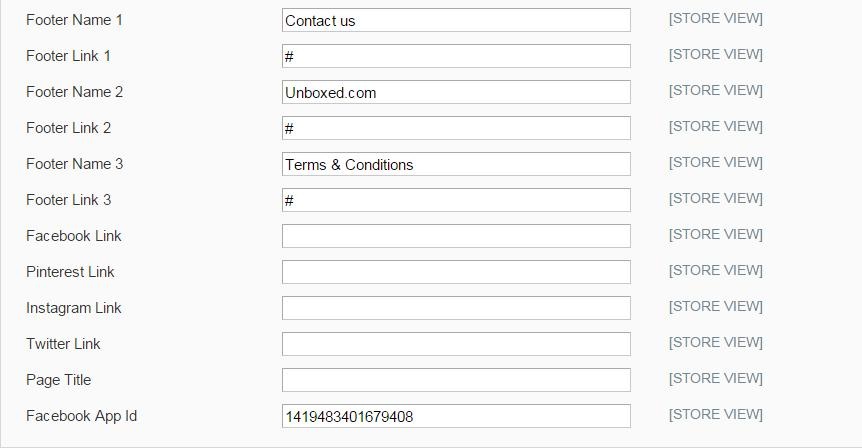 Footer Name 1 Contact us [STORE VIEW]
Footer Link 1 # [STORE VIEW]
Footer Name 2 Unboxed.com [STORE VIEW]
Footer Link 2 # [STORE VIEW]
Footer Name 3 Terms & Conditions [STORE VIEW]
Footer Link 3 # [STORE VIEW]
Facebook Link [STORE VIEW]
Pinterest Link [STORE VIEW]
Instagram Link [STORE VIEW]
Twitter Link [STORE VIEW]
Page Title [STORE VIEW]
Facebook App Id 1419483401679408 [STORE VIEW]